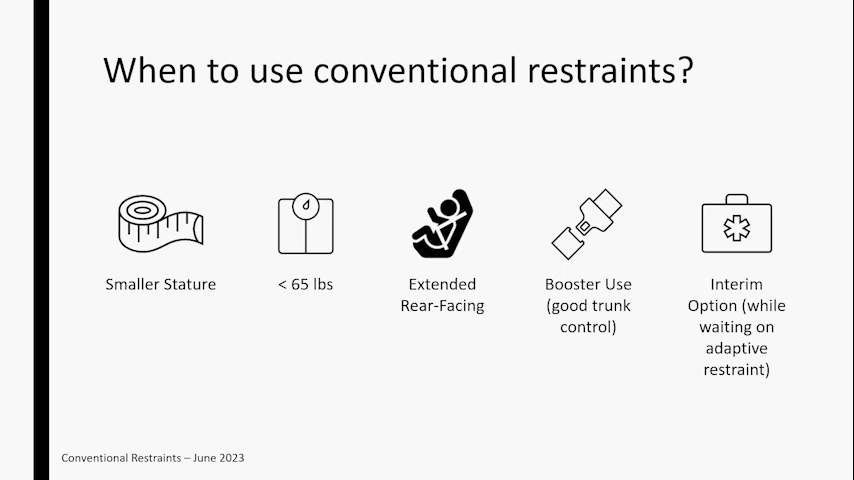 When to use conventional restraints?
Smaller Stature
< 65 lbs
Extended
Rear-Facing
Booster Use
(good trunk
control)
Interim
Option (while
waiting on
adaptive
restraint)
Conventional Restraints – June 2023